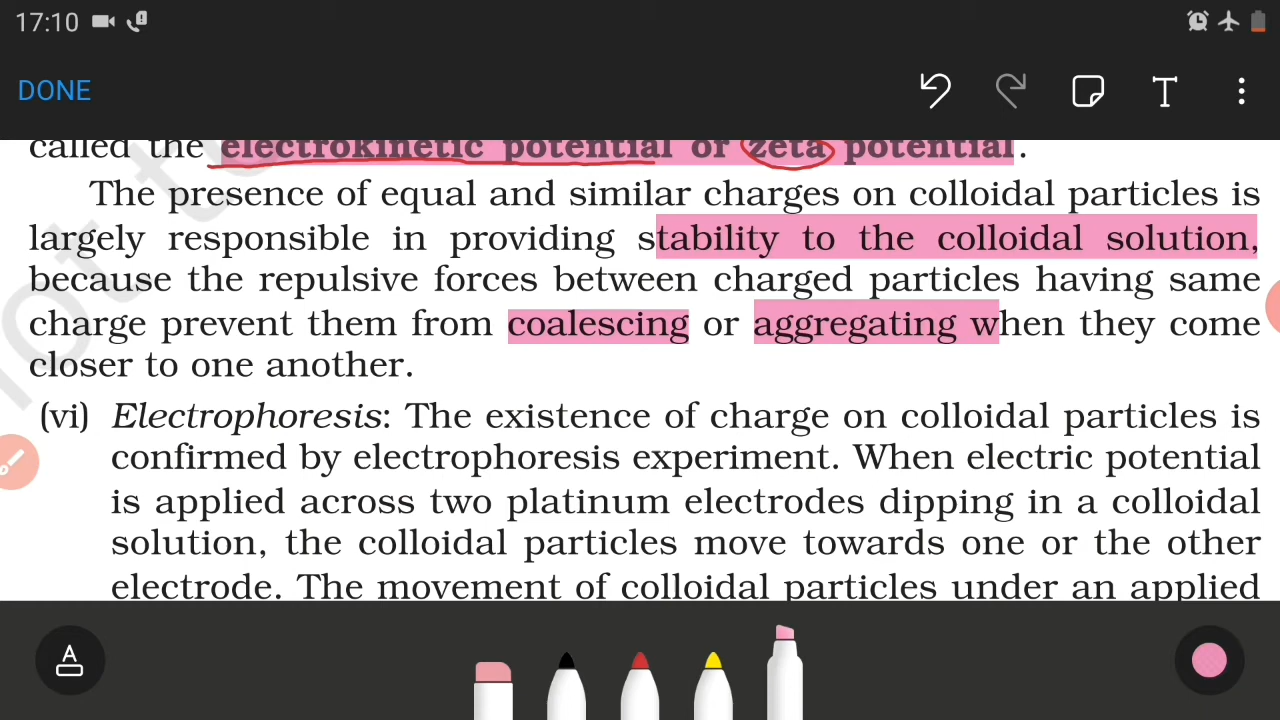 17:10
DONE
T
called the electrokinetic potential or zeta potential.
The presence of equal and similar charges on colloidal particles is
largely responsible in providing stability to the colloidal solution,
because the repulsive forces between charged particles having same
charge prevent them from coalescing or aggregating when they come
closer to one another.
(vi) Electrophoresis: The existence of charge on colloidal particles is
confirmed by electrophoresis experiment. When electric potential
is applied across two platinum electrodes dipping in a colloidal
solution, the colloidal particles move towards one or the other
electrode. The movement of colloidal particles under an applied
A